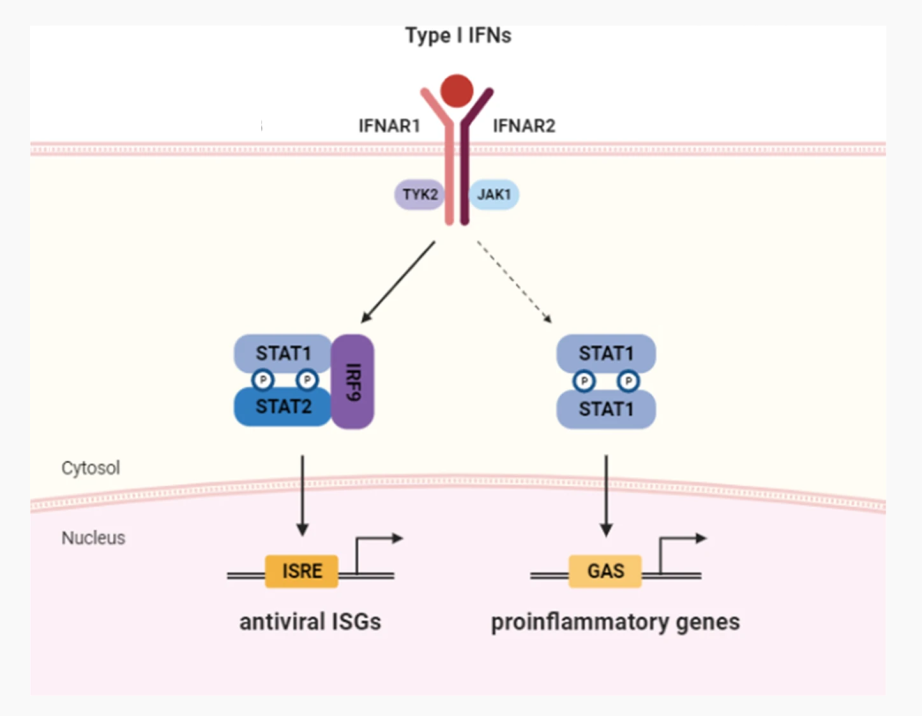 Type I IFNs
IFNAR1
IFNAR2
TYK2
JAK1
STAT1
P P
STAT2
IRF9
STAT1
P P
STAT1
Cytosol
Nucleus
ISRE
GAS
antiviral ISGs
proinflammatory genes